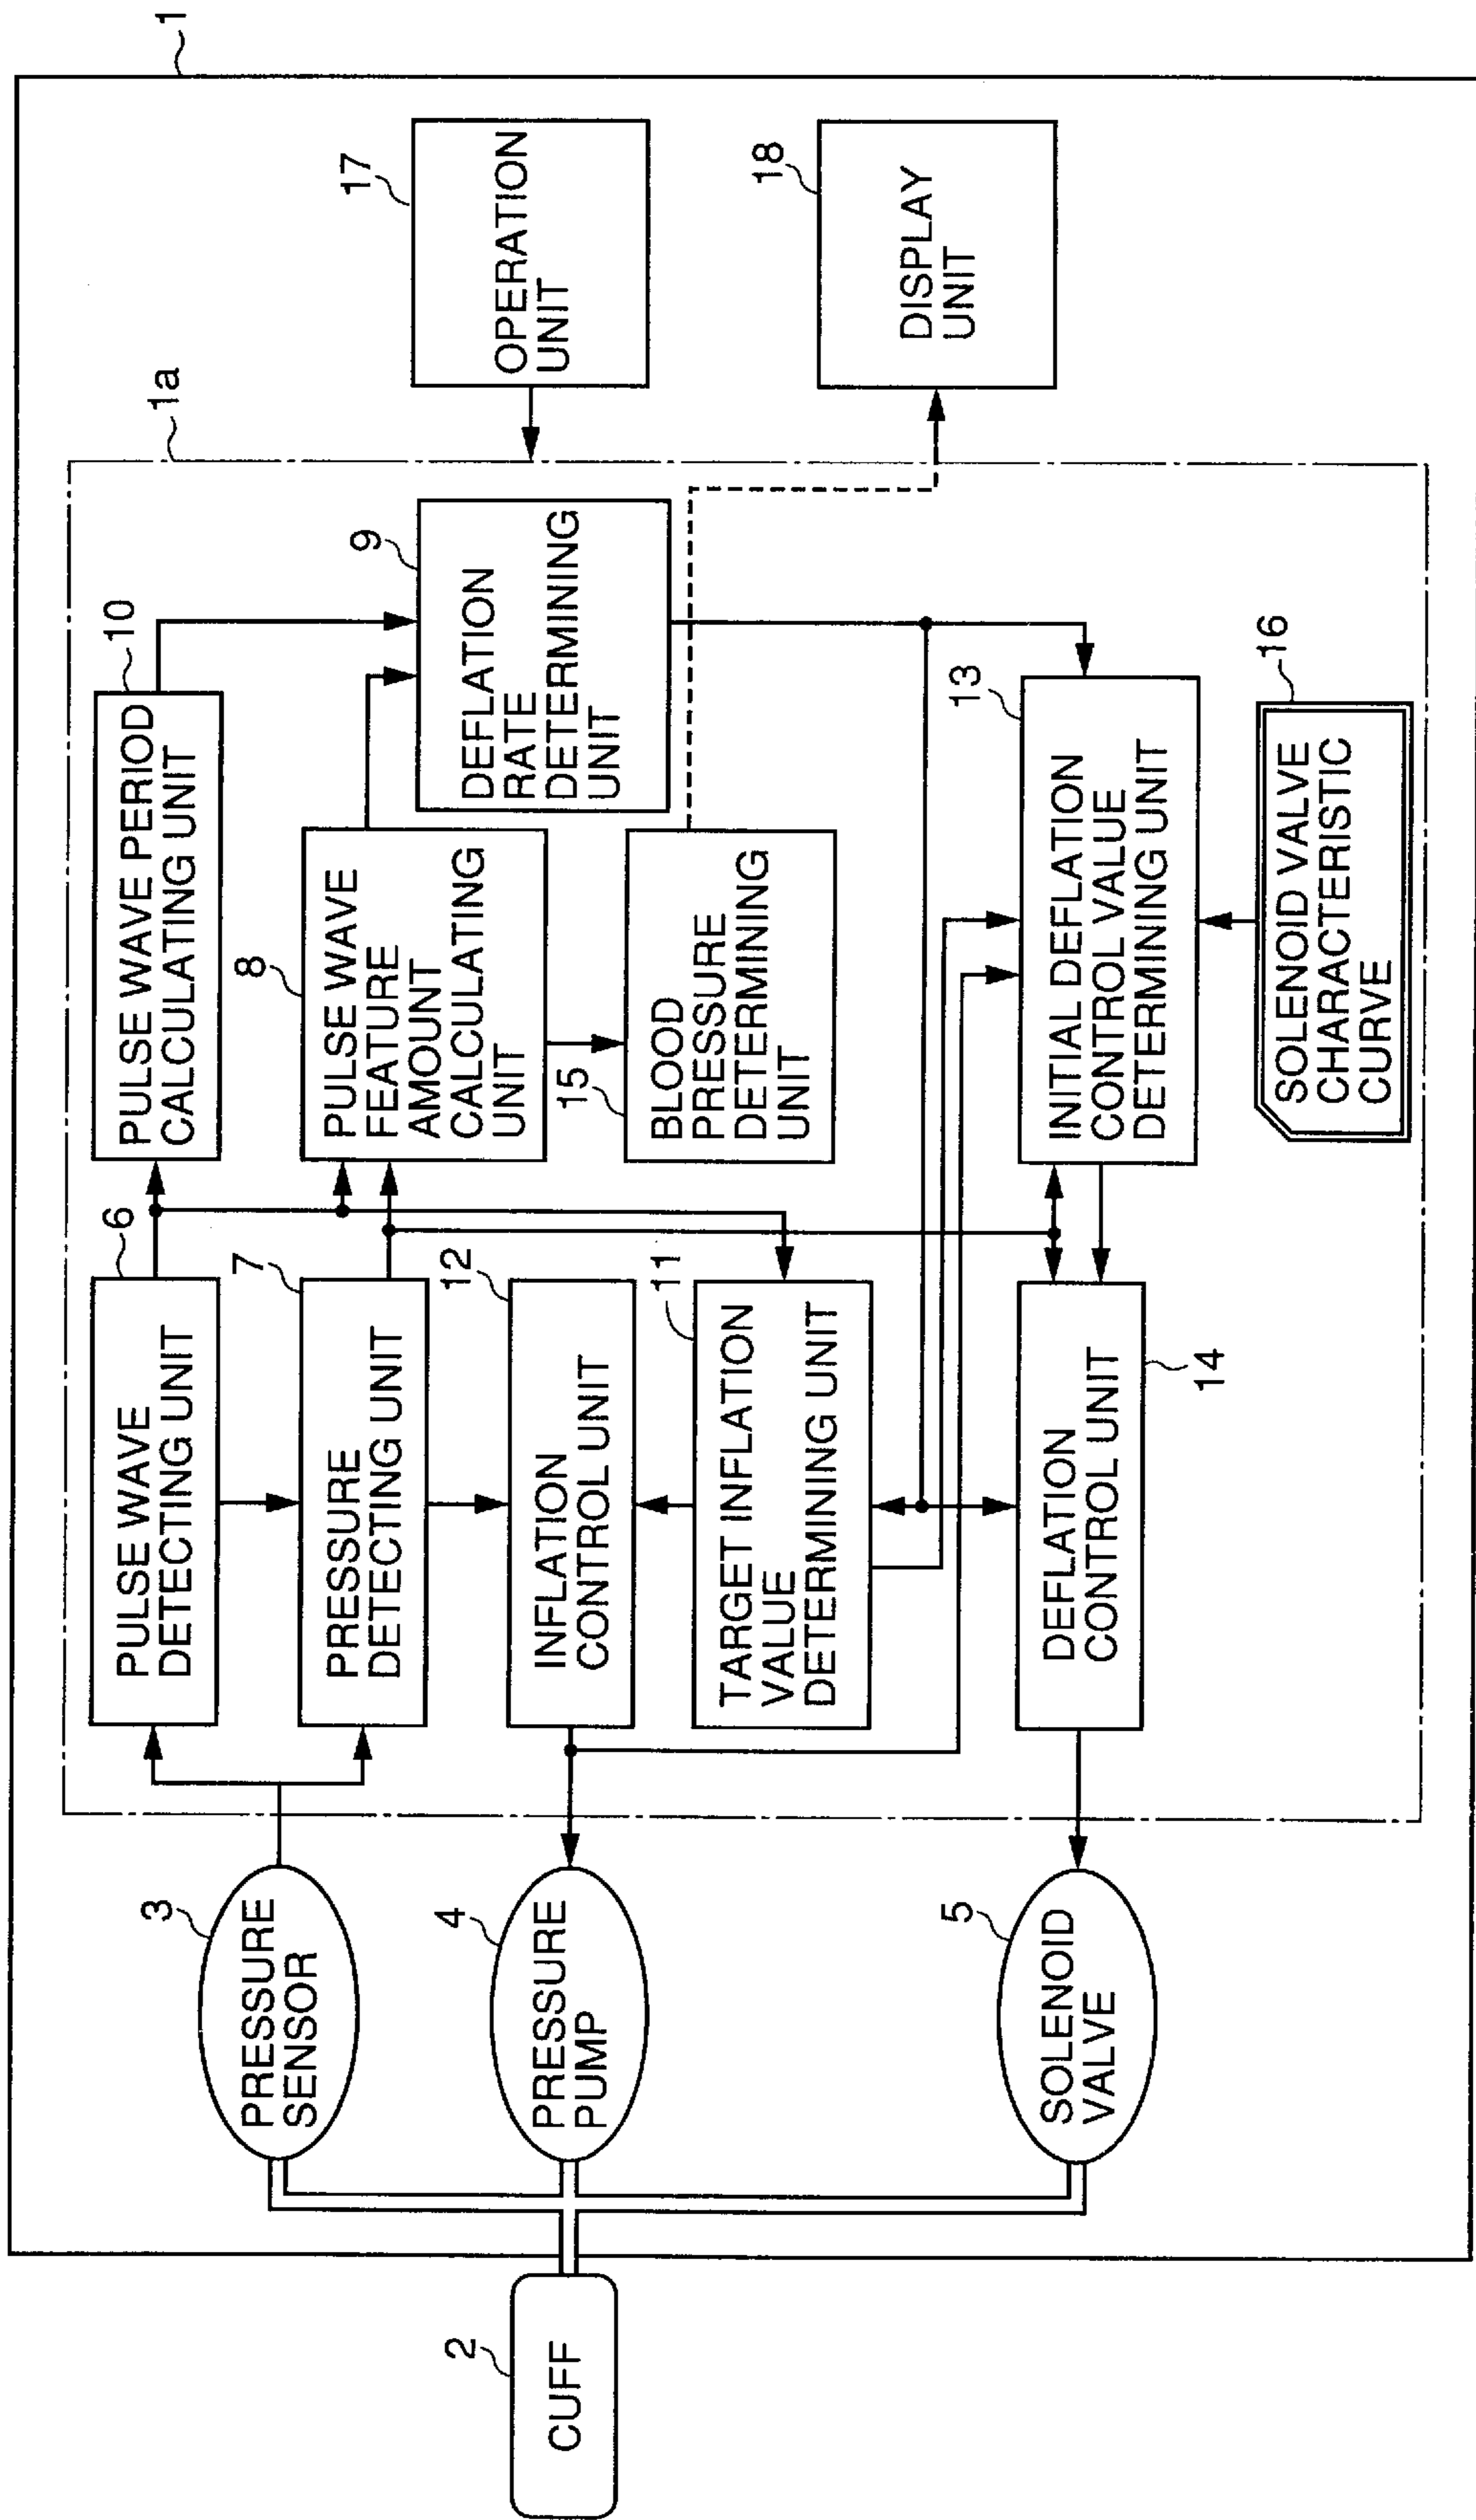 1
1a
17
OPERATION
UNIT
18
DISPLAY
UNIT
10
PULSE WAVE PERIOD
CALCULATING UNIT
9
DEFLATION
RATE
DETERMINING
UNIT
8
PULSE WAVE
FEATURE
AMOUNT
CALCULATING
UNIT
15
BLOOD
PRESSURE
DETERMINING
UNIT
13
INITIAL DEFLATION
CONTROL VALUE
DETERMINING UNIT
16
SOLENOID VALVE
CHARACTERISTIC
CURVE
6
PULSE WAVE
DETECTING UNIT
7
PRESSURE
DETECTING UNIT
12
INFLATION
CONTROL UNIT
11
TARGET INFLATION
VALUE
DETERMINING UNIT
14
DEFLATION
CONTROL UNIT
3
PRESSURE
SENSOR
4
PRESSURE
PUMP
5
SOLENOID
VALVE
2
CUFF